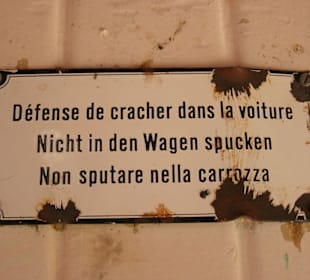 Défense de cracher dans la voiture
Nicht in den Wagen spucken
Non sputare nella carrozza